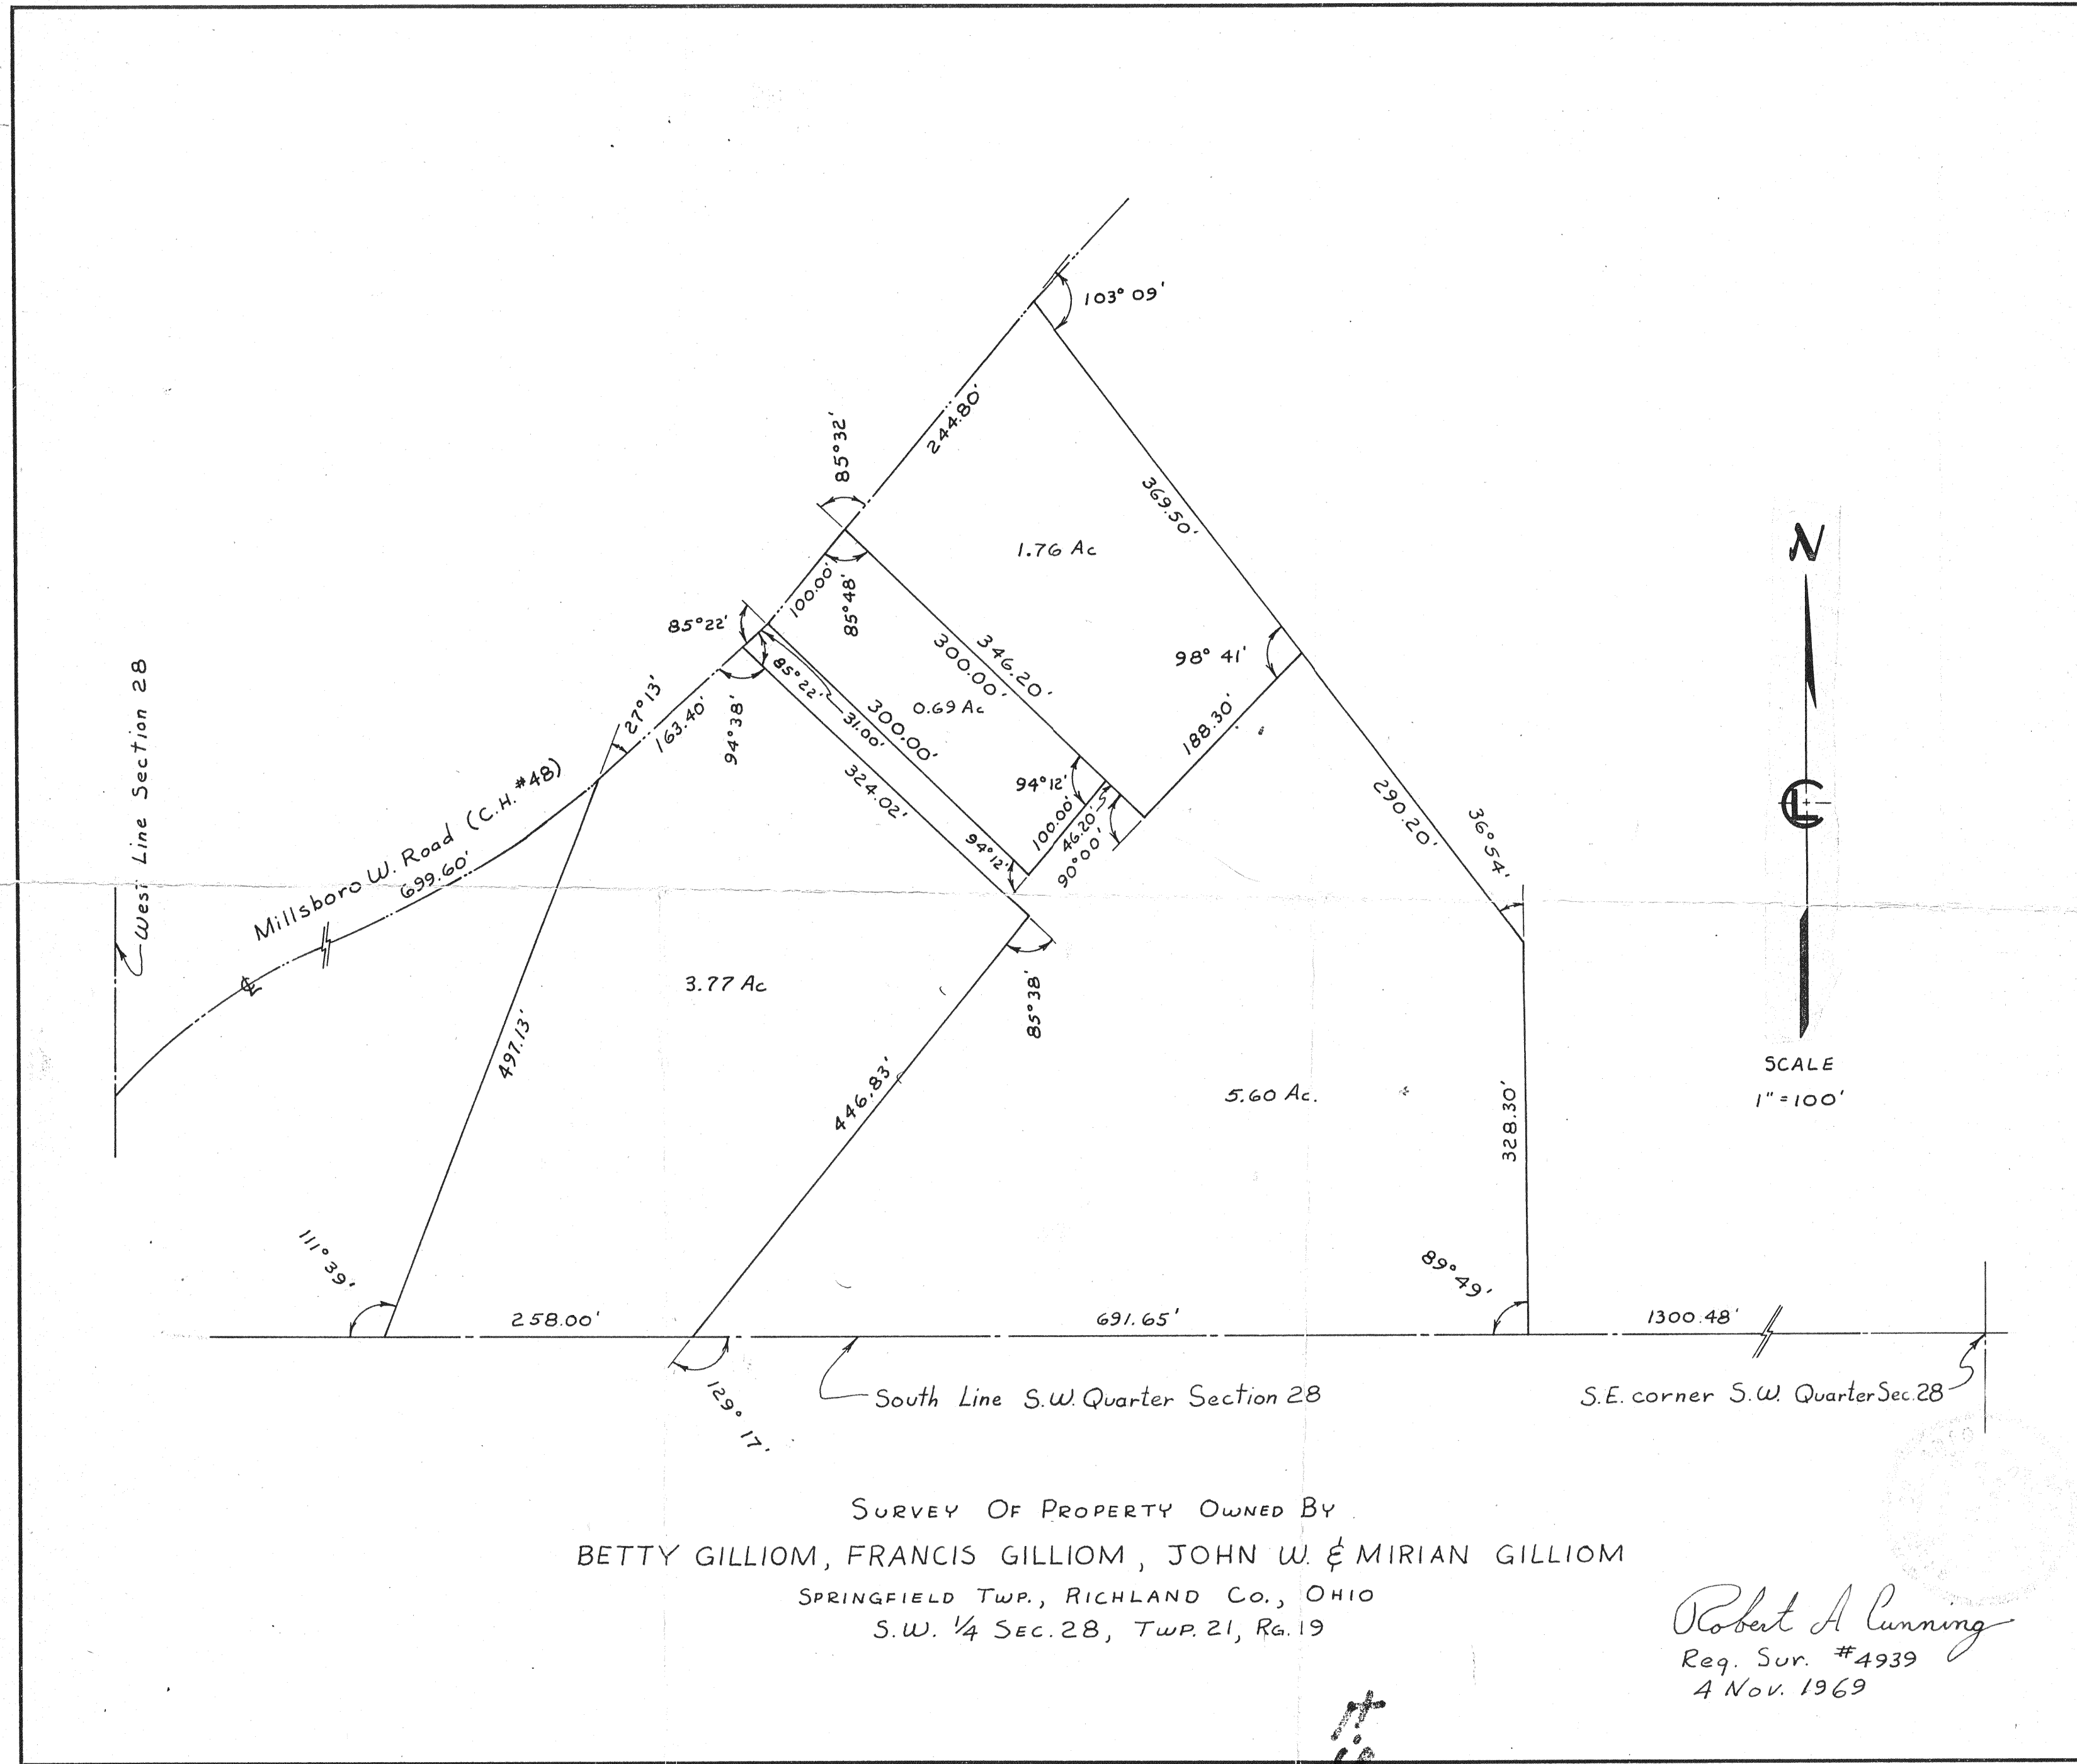 103° 09'
244.80'
85°32'
369.50'
1.76 Ac
N
100.00'
85°48'
85°22'
346.20'
300.00'
98° 41'
West Line Section 28
27°13'
163.40'
94°38'
85°22'
31.00'
300.00'
0.69 Ac
188.30'
324.02'
94°12'
100.00'
46.20'
90°00'
94°12'
290.20'
36°54'
CL
Millsboro W. Road (C.H. #48)
699.60'
℄
3.77 Ac
85°38'
497.13'
446.83'
5.60 Ac.
328.30'
SCALE
1" = 100'
111°39'
258.00'
691.65'
89°49'
1300.48'
129° 17'
South Line S.W. Quarter Section 28
S.E. corner S.W. Quarter Sec. 28
SURVEY OF PROPERTY OWNED BY
BETTY GILLIOM, FRANCIS GILLIOM, JOHN W. & MIRIAN GILLIOM
SPRINGFIELD TWP., RICHLAND CO., OHIO
S.W. 1/4 SEC. 28, TWP. 21, RG. 19
Robert A Cunning
Reg. Sur. #4939
4 Nov. 1969